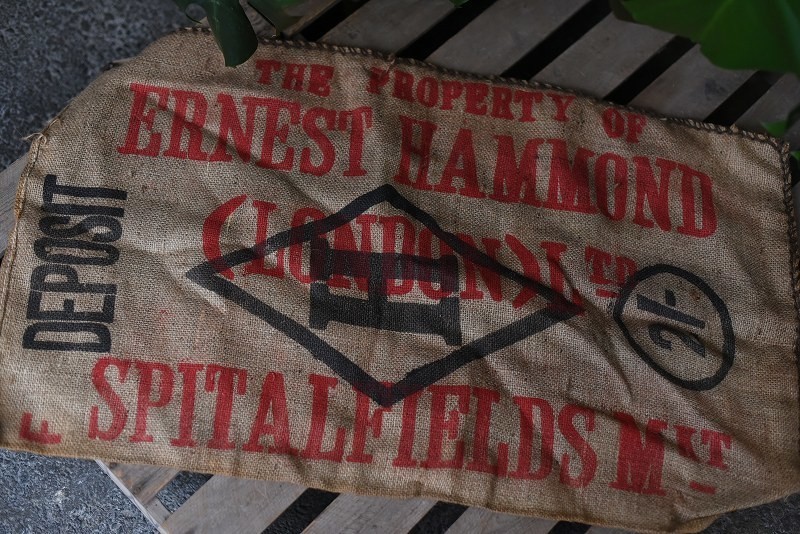 THE PROPERTY OF
ERNEST HAMMOND
(LONDON) LTD
SPITALFIELDS MKT
F
DEPOSIT
H
2/-